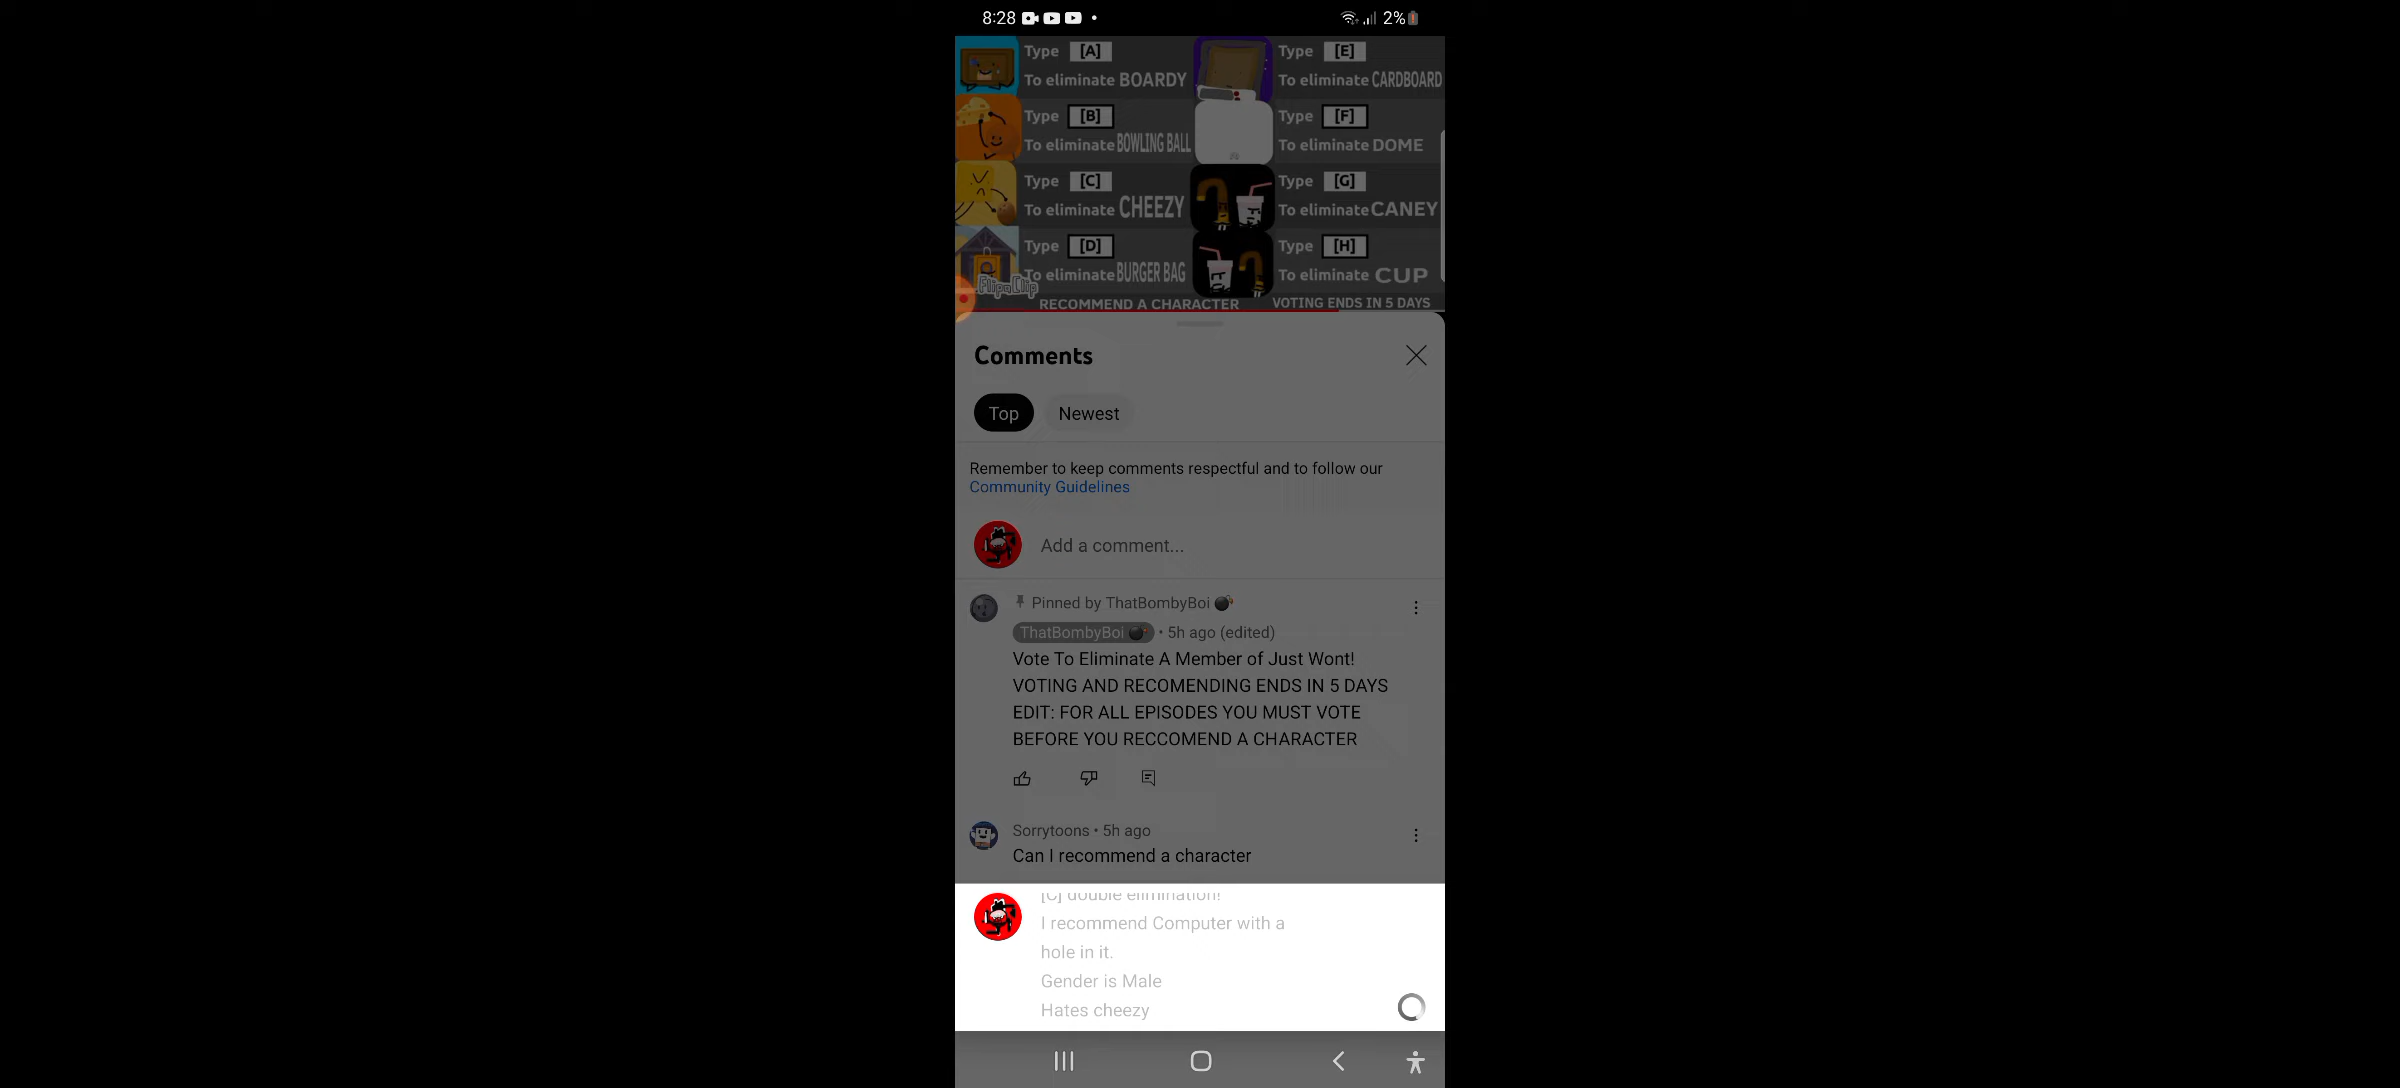 8:28 2%
Type [A]
To eliminate BOARDY
Type [E]
To eliminate CARDBOARD
Type [B]
To eliminate BOWLING BALL
Type [F]
To eliminate DOME
Type [C]
To eliminate CHEEZY
Type [G]
To eliminate CANEY
Type [D]
To eliminate BURGER BAG
Type [H]
To eliminate CUP
FlipaClip
RECOMMEND A CHARACTER
VOTING ENDS IN 5 DAYS
Comments
Top Newest
Remember to keep comments respectful and to follow our
Community Guidelines
Add a comment...
Pinned by ThatBombyBoi
ThatBombyBoi • 5h ago (edited)
Vote To Eliminate A Member of Just Wont!
VOTING AND RECOMENDING ENDS IN 5 DAYS
EDIT: FOR ALL EPISODES YOU MUST VOTE
BEFORE YOU RECCOMEND A CHARACTER
Sorrytoons • 5h ago
Can I recommend a character
[C] double elimination!
I recommend Computer with a
hole in it.
Gender is Male
Hates cheezy